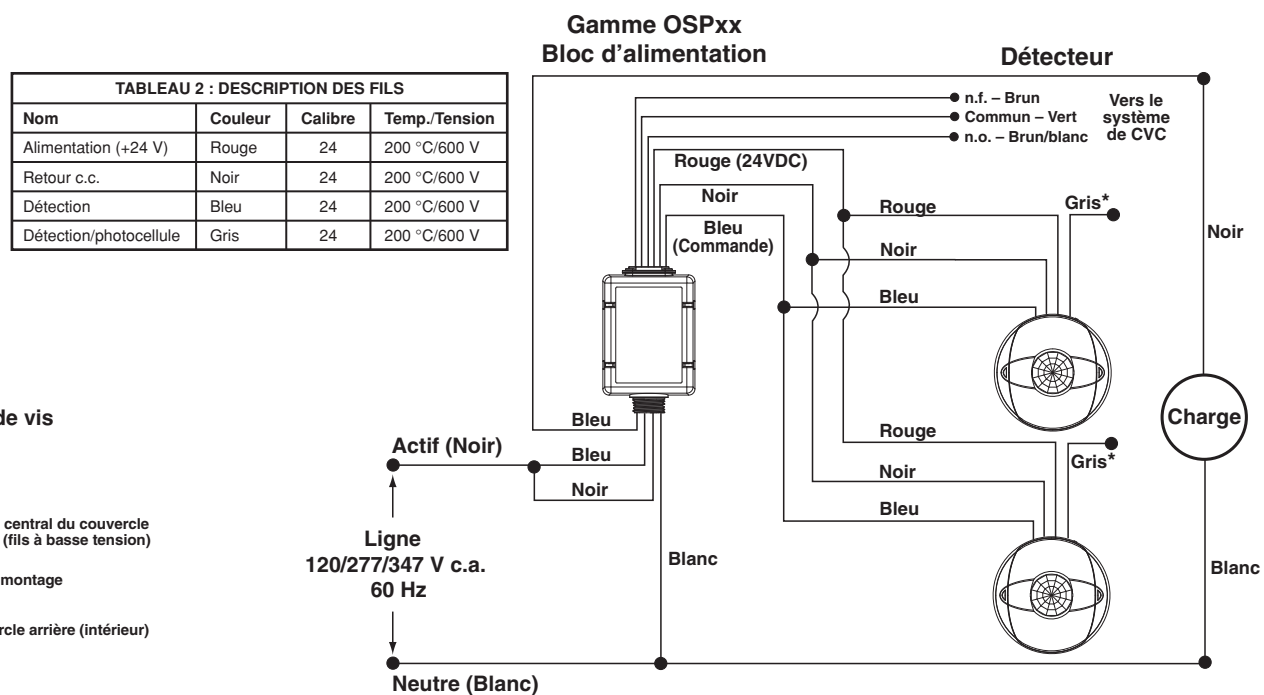 Gamme OSPxx
Bloc d'alimentation
Détecteur
TABLEAU 2 : DESCRIPTION DES FILS
Nom Couleur Calibre Temp./Tension
Alimentation (+24 V) Rouge 24 200 °C/600 V
Retour c.c. Noir 24 200 °C/600 V
Détection Bleu 24 200 °C/600 V
Détection/photocellule Gris 24 200 °C/600 V
n.f. – Brun
Commun – Vert
n.o. – Brun/blanc
Vers le
système
de CVC
Rouge (24VDC)
Noir
Bleu
(Commande)
Rouge
Gris*
Noir
Noir
Bleu
Charge
Rouge
Gris*
Noir
Bleu
Bleu
Actif (Noir)
Bleu
Noir
Ligne
120/277/347 V c.a.
60 Hz
Blanc
Blanc
Neutre (Blanc)
de vis
central du couvercle
(fils à basse tension)
montage
rcle arrière (intérieur)